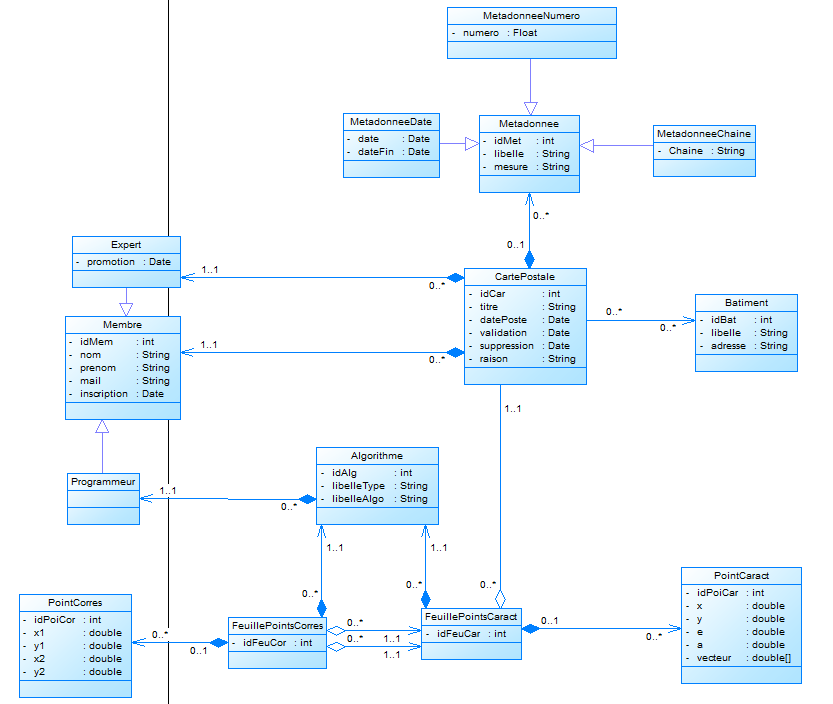 MetadonneeNumero
- numero : Float
MetadonneeDate
- date : Date
- dateFin : Date
Metadonnee
- idMet : int
- libelle : String
- mesure : String
MetadonneeChaine
- Chaine : String
0..*
0..1
Expert
- promotion : Date
1..1
0..*
CartePostale
- idCar : int
- titre : String
- datePoste : Date
- validation : Date
- suppression : Date
- raison : String
0..*
0..*
Batiment
- idBat : int
- libelle : String
- adresse : String
Membre
- idMem : int
- nom : String
- prenom : String
- mail : String
- inscription : Date
1..1
0..*
1..1
Programmeur
1..1
0..*
Algorithme
- idAlg : int
- libelleType : String
- libelleAlgo : String
1..1
1..1
0..*
0..*
0..*
PointCorres
- idPoiCor : int
- x1 : double
- y1 : double
- x2 : double
- y2 : double
0..*
0..1
FeuillePointsCorres
- idFeuCor : int
0..*
1..1
0..*
1..1
FeuillePointsCaract
- idFeuCar : int
0..1
0..*
PointCaract
- idPoiCar : int
- x : double
- y : double
- e : double
- a : double
- vecteur : double[]